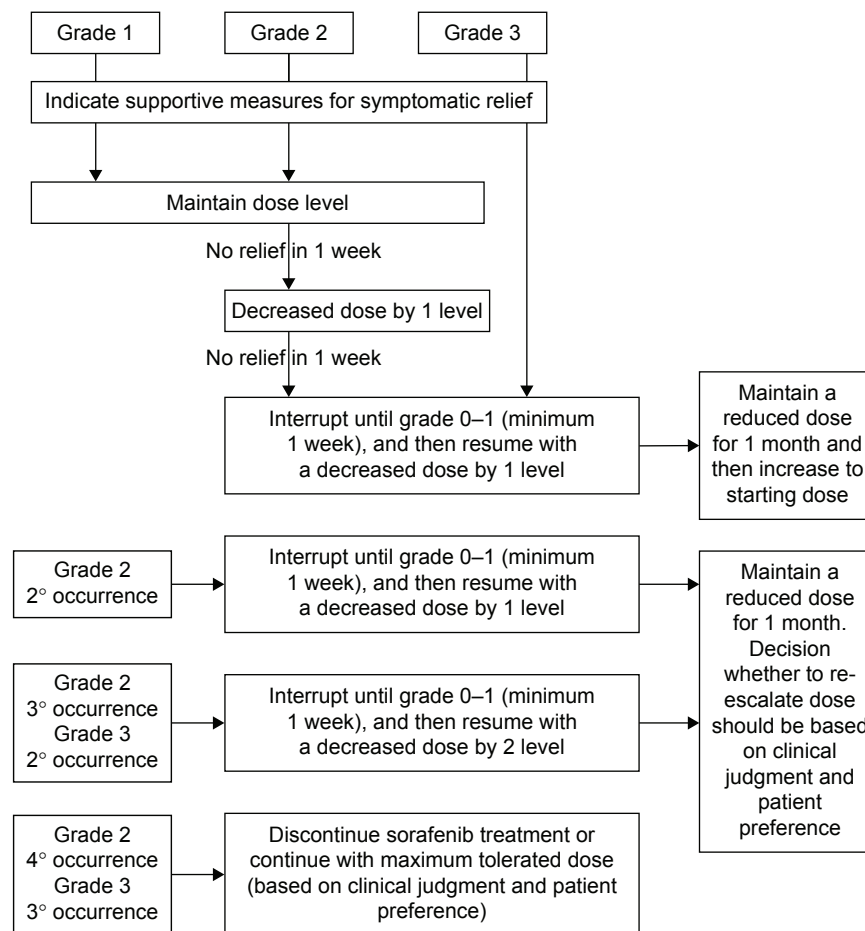 Grade 1
Grade 2
Grade 3
Indicate supportive measures for symptomatic relief
Maintain dose level
No relief in 1 week
Decreased dose by 1 level
No relief in 1 week
Interrupt until grade 0–1 (minimum
1 week), and then resume with
a decreased dose by 1 level
Maintain a
reduced dose
for 1 month and
then increase to
starting dose
Grade 2
2° occurrence
Interrupt until grade 0–1 (minimum
1 week), and then resume with
a decreased dose by 1 level
Maintain a
reduced dose
for 1 month.
Decision
whether to re-
escalate dose
should be based
on clinical
judgment and
patient
preference
Grade 2
3° occurrence
Grade 3
2° occurrence
Interrupt until grade 0–1 (minimum
1 week), and then resume with
a decreased dose by 2 level
Grade 2
4° occurrence
Grade 3
3° occurrence
Discontinue sorafenib treatment or
continue with maximum tolerated dose
(based on clinical judgment and patient
preference)